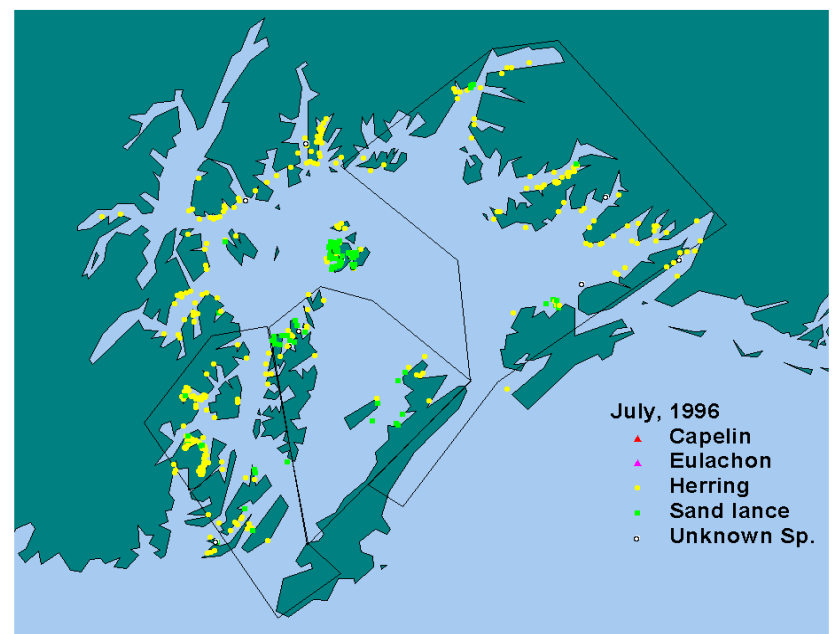 July, 1996
Capelin
Eulachon
Herring
Sand lance
Unknown Sp.